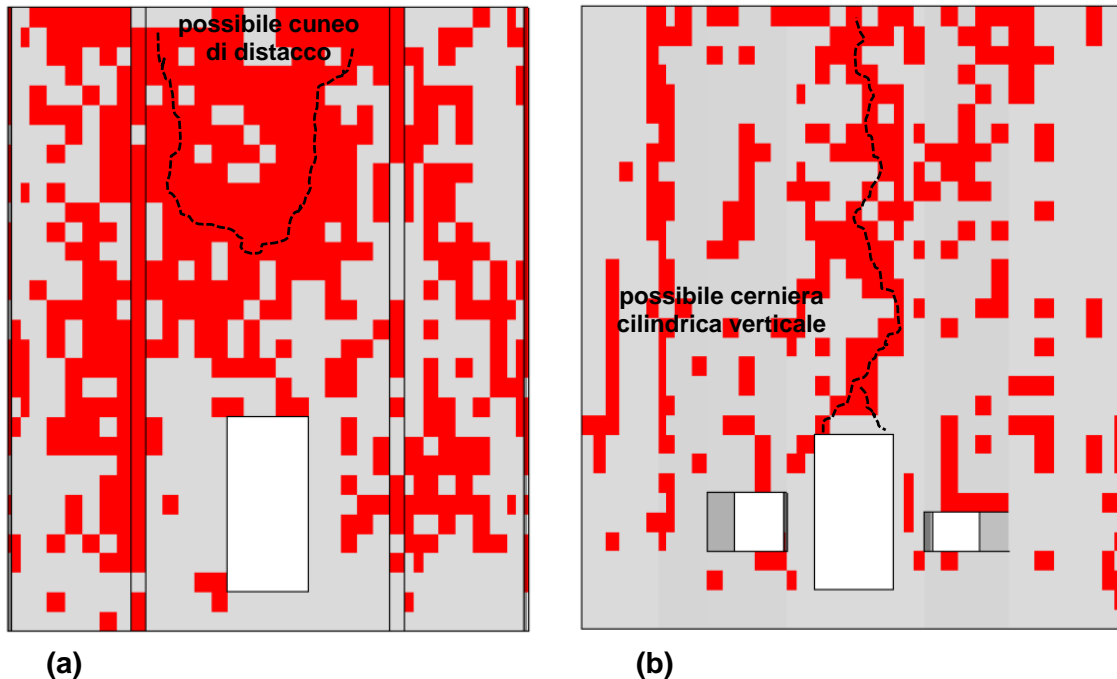 possibile cuneo
di distacco
possibile cerniera
cilindrica verticale
(a)
(b)